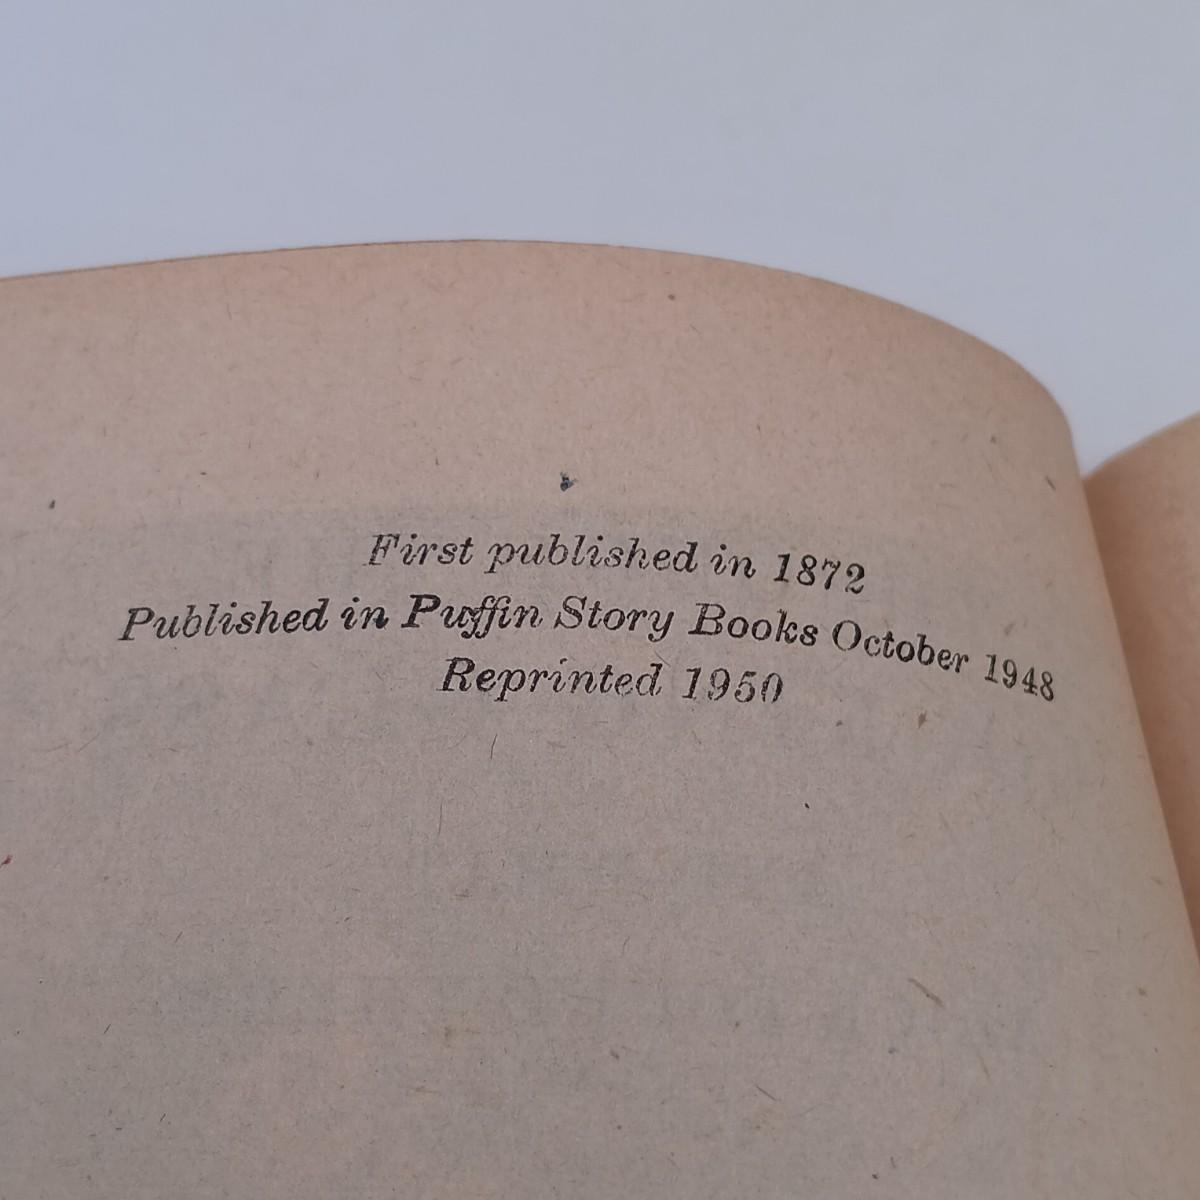 First published in 1872
Published in Puffin Story Books October 1948
Reprinted 1950